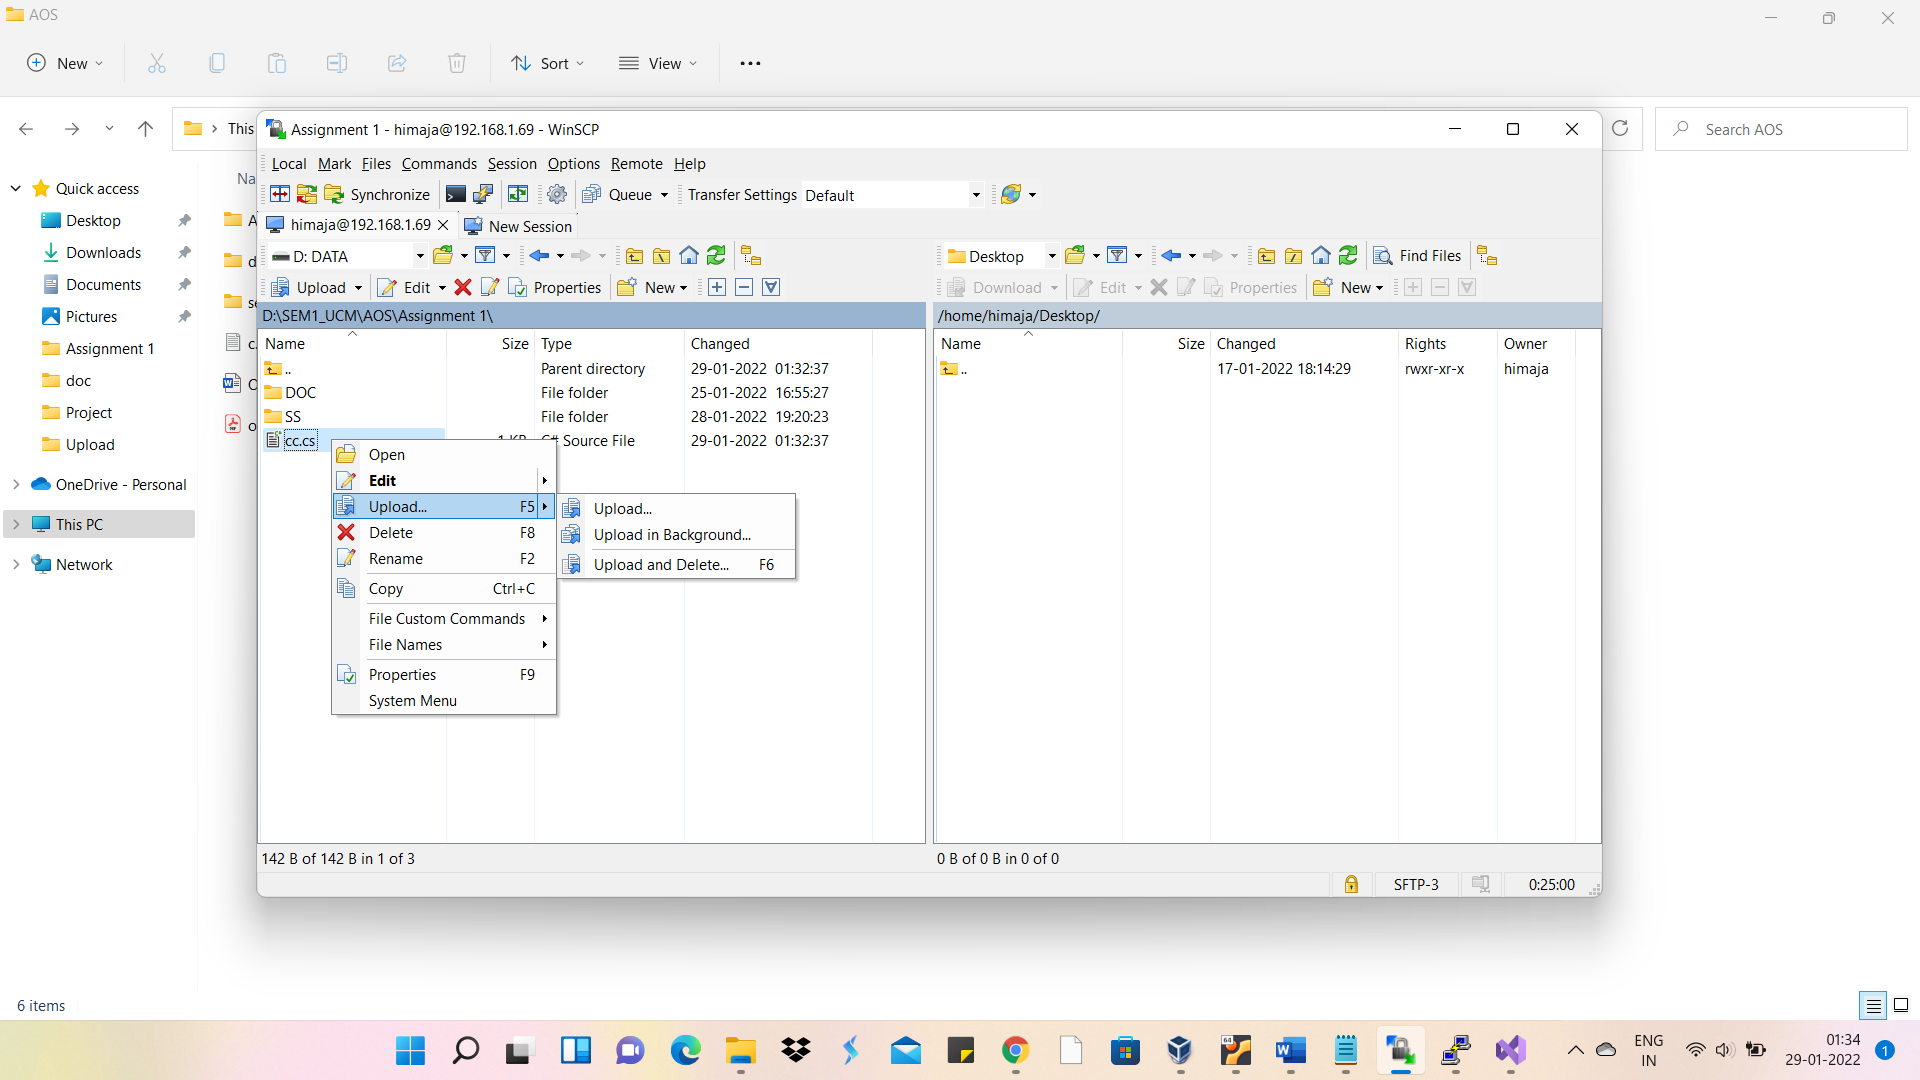 AOS
New
Sort
View
This
Search AOS
Assignment 1 - himaja@192.168.1.69 - WinSCP
Local Mark Files Commands Session Options Remote Help
Synchronize Queue Transfer Settings Default
himaja@192.168.1.69 New Session
D: DATA
Desktop Find Files
Upload Edit Properties New
Download Edit Properties New
D:\SEM1_UCM\AOS\Assignment 1\
/home/himaja/Desktop/
Name Size Type Changed
.. Parent directory 29-01-2022 01:32:37
DOC File folder 25-01-2022 16:55:27
SS File folder 28-01-2022 19:20:23
cc.cs 1 KB C# Source File 29-01-2022 01:32:37
Name Size Changed Rights Owner
.. 17-01-2022 18:14:29 rwxr-xr-x himaja
Open
Edit
Upload... F5
Delete F8
Rename F2
Copy Ctrl+C
File Custom Commands
File Names
Properties F9
System Menu
Upload...
Upload in Background...
Upload and Delete... F6
142 B of 142 B in 1 of 3
0 B of 0 B in 0 of 0
SFTP-3
0:25:00
Quick access
Desktop
Downloads
Documents
Pictures
Assignment 1
doc
Project
Upload
OneDrive - Personal
This PC
Network
Na
6 items
64
ENG
IN
01:34
29-01-2022
1